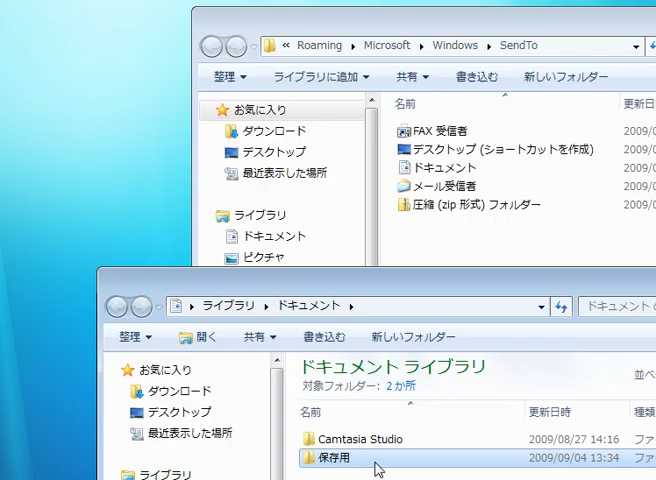 « Roaming ▸ Microsoft ▸ Windows ▸ SendTo
整理 ▼ ライブラリに追加 ▼ 共有 ▼ 書き込む 新しいフォルダー
お気に入り
ダウンロード
デスクトップ
最近表示した場所
ライブラリ
ドキュメント
ピクチャ
名前 更新日
FAX 受信者 2009/0
デスクトップ (ショートカットを作成) 2009/0
ドキュメント 2009/0
メール受信者 2009/0
圧縮 (zip 形式) フォルダー 2009/0
▸ ライブラリ ▸ ドキュメント ▸
ドキュメント
整理 ▼ 開く 共有 ▼ 書き込む 新しいフォルダー
お気に入り
ダウンロード
デスクトップ
最近表示した場所
ライブラリ
ドキュメント ライブラリ
対象フォルダー: 2 か所
並べ
名前 更新日時 種類
Camtasia Studio 2009/08/27 14:16 ファ
保存用 2009/09/04 13:34 ファ